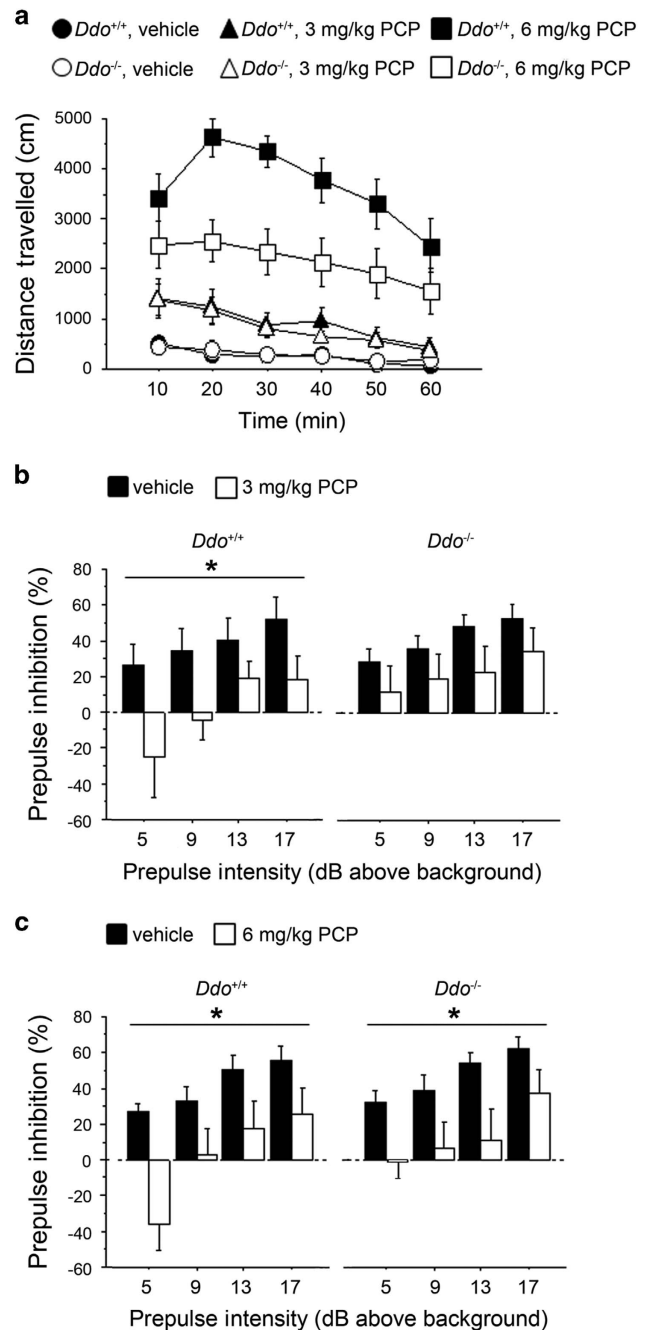 a
Ddo+/+, vehicle Ddo+/+, 3 mg/kg PCP Ddo+/+, 6 mg/kg PCP
Ddo-/-, vehicle Ddo-/-, 3 mg/kg PCP Ddo-/-, 6 mg/kg PCP
Distance travelled (cm)
5000
4000
3000
2000
1000
0
10 20 30 40 50 60
Time (min)
b
vehicle 3 mg/kg PCP
Ddo+/+ Ddo-/-
*
Prepulse inhibition (%)
80
60
40
20
0
-20
-40
-60
5 9 13 17 5 9 13 17
Prepulse intensity (dB above background)
c
vehicle 6 mg/kg PCP
Ddo+/+ Ddo-/-
* *
Prepulse inhibition (%)
80
60
40
20
0
-20
-40
-60
5 9 13 17 5 9 13 17
Prepulse intensity (dB above background)